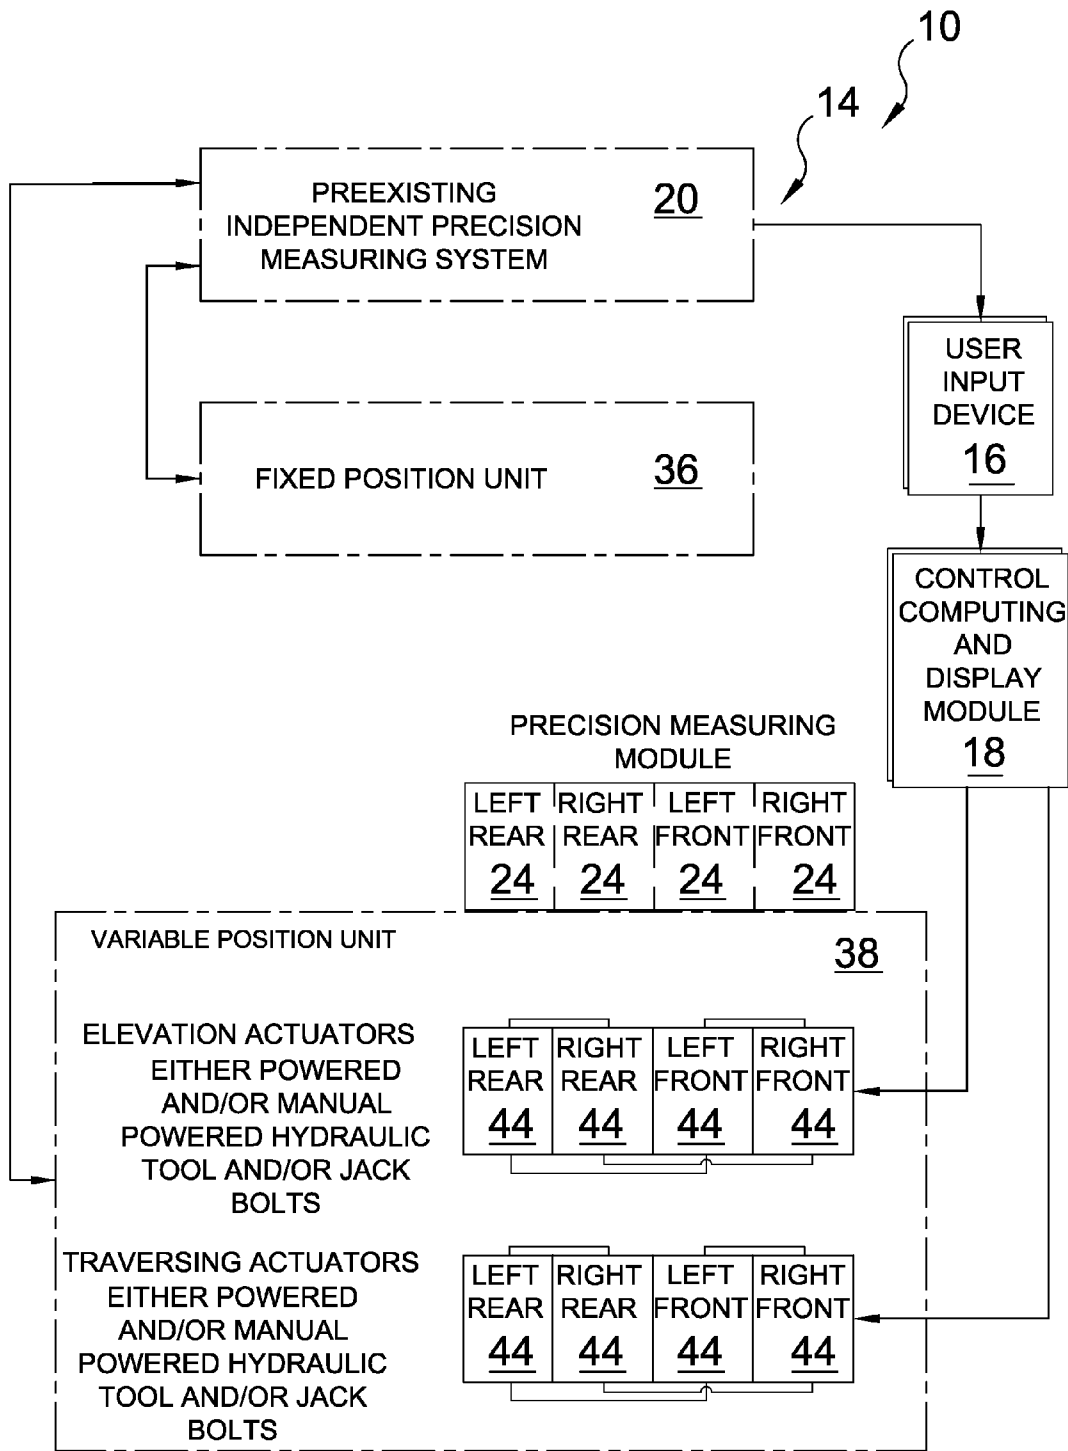 10
14
PREEXISTING
INDEPENDENT PRECISION
MEASURING SYSTEM
20
FIXED POSITION UNIT
36
USER
INPUT
DEVICE
16
CONTROL
COMPUTING
AND
DISPLAY
MODULE
18
PRECISION MEASURING
MODULE
LEFT RIGHT LEFT RIGHT
REAR REAR FRONT FRONT
24 24 24 24
VARIABLE POSITION UNIT
38
ELEVATION ACTUATORS
EITHER POWERED
AND/OR MANUAL
POWERED HYDRAULIC
TOOL AND/OR JACK
BOLTS
LEFT RIGHT LEFT RIGHT
REAR REAR FRONT FRONT
44 44 44 44
TRAVERSING ACTUATORS
EITHER POWERED
AND/OR MANUAL
POWERED HYDRAULIC
TOOL AND/OR JACK
BOLTS
LEFT RIGHT LEFT RIGHT
REAR REAR FRONT FRONT
44 44 44 44